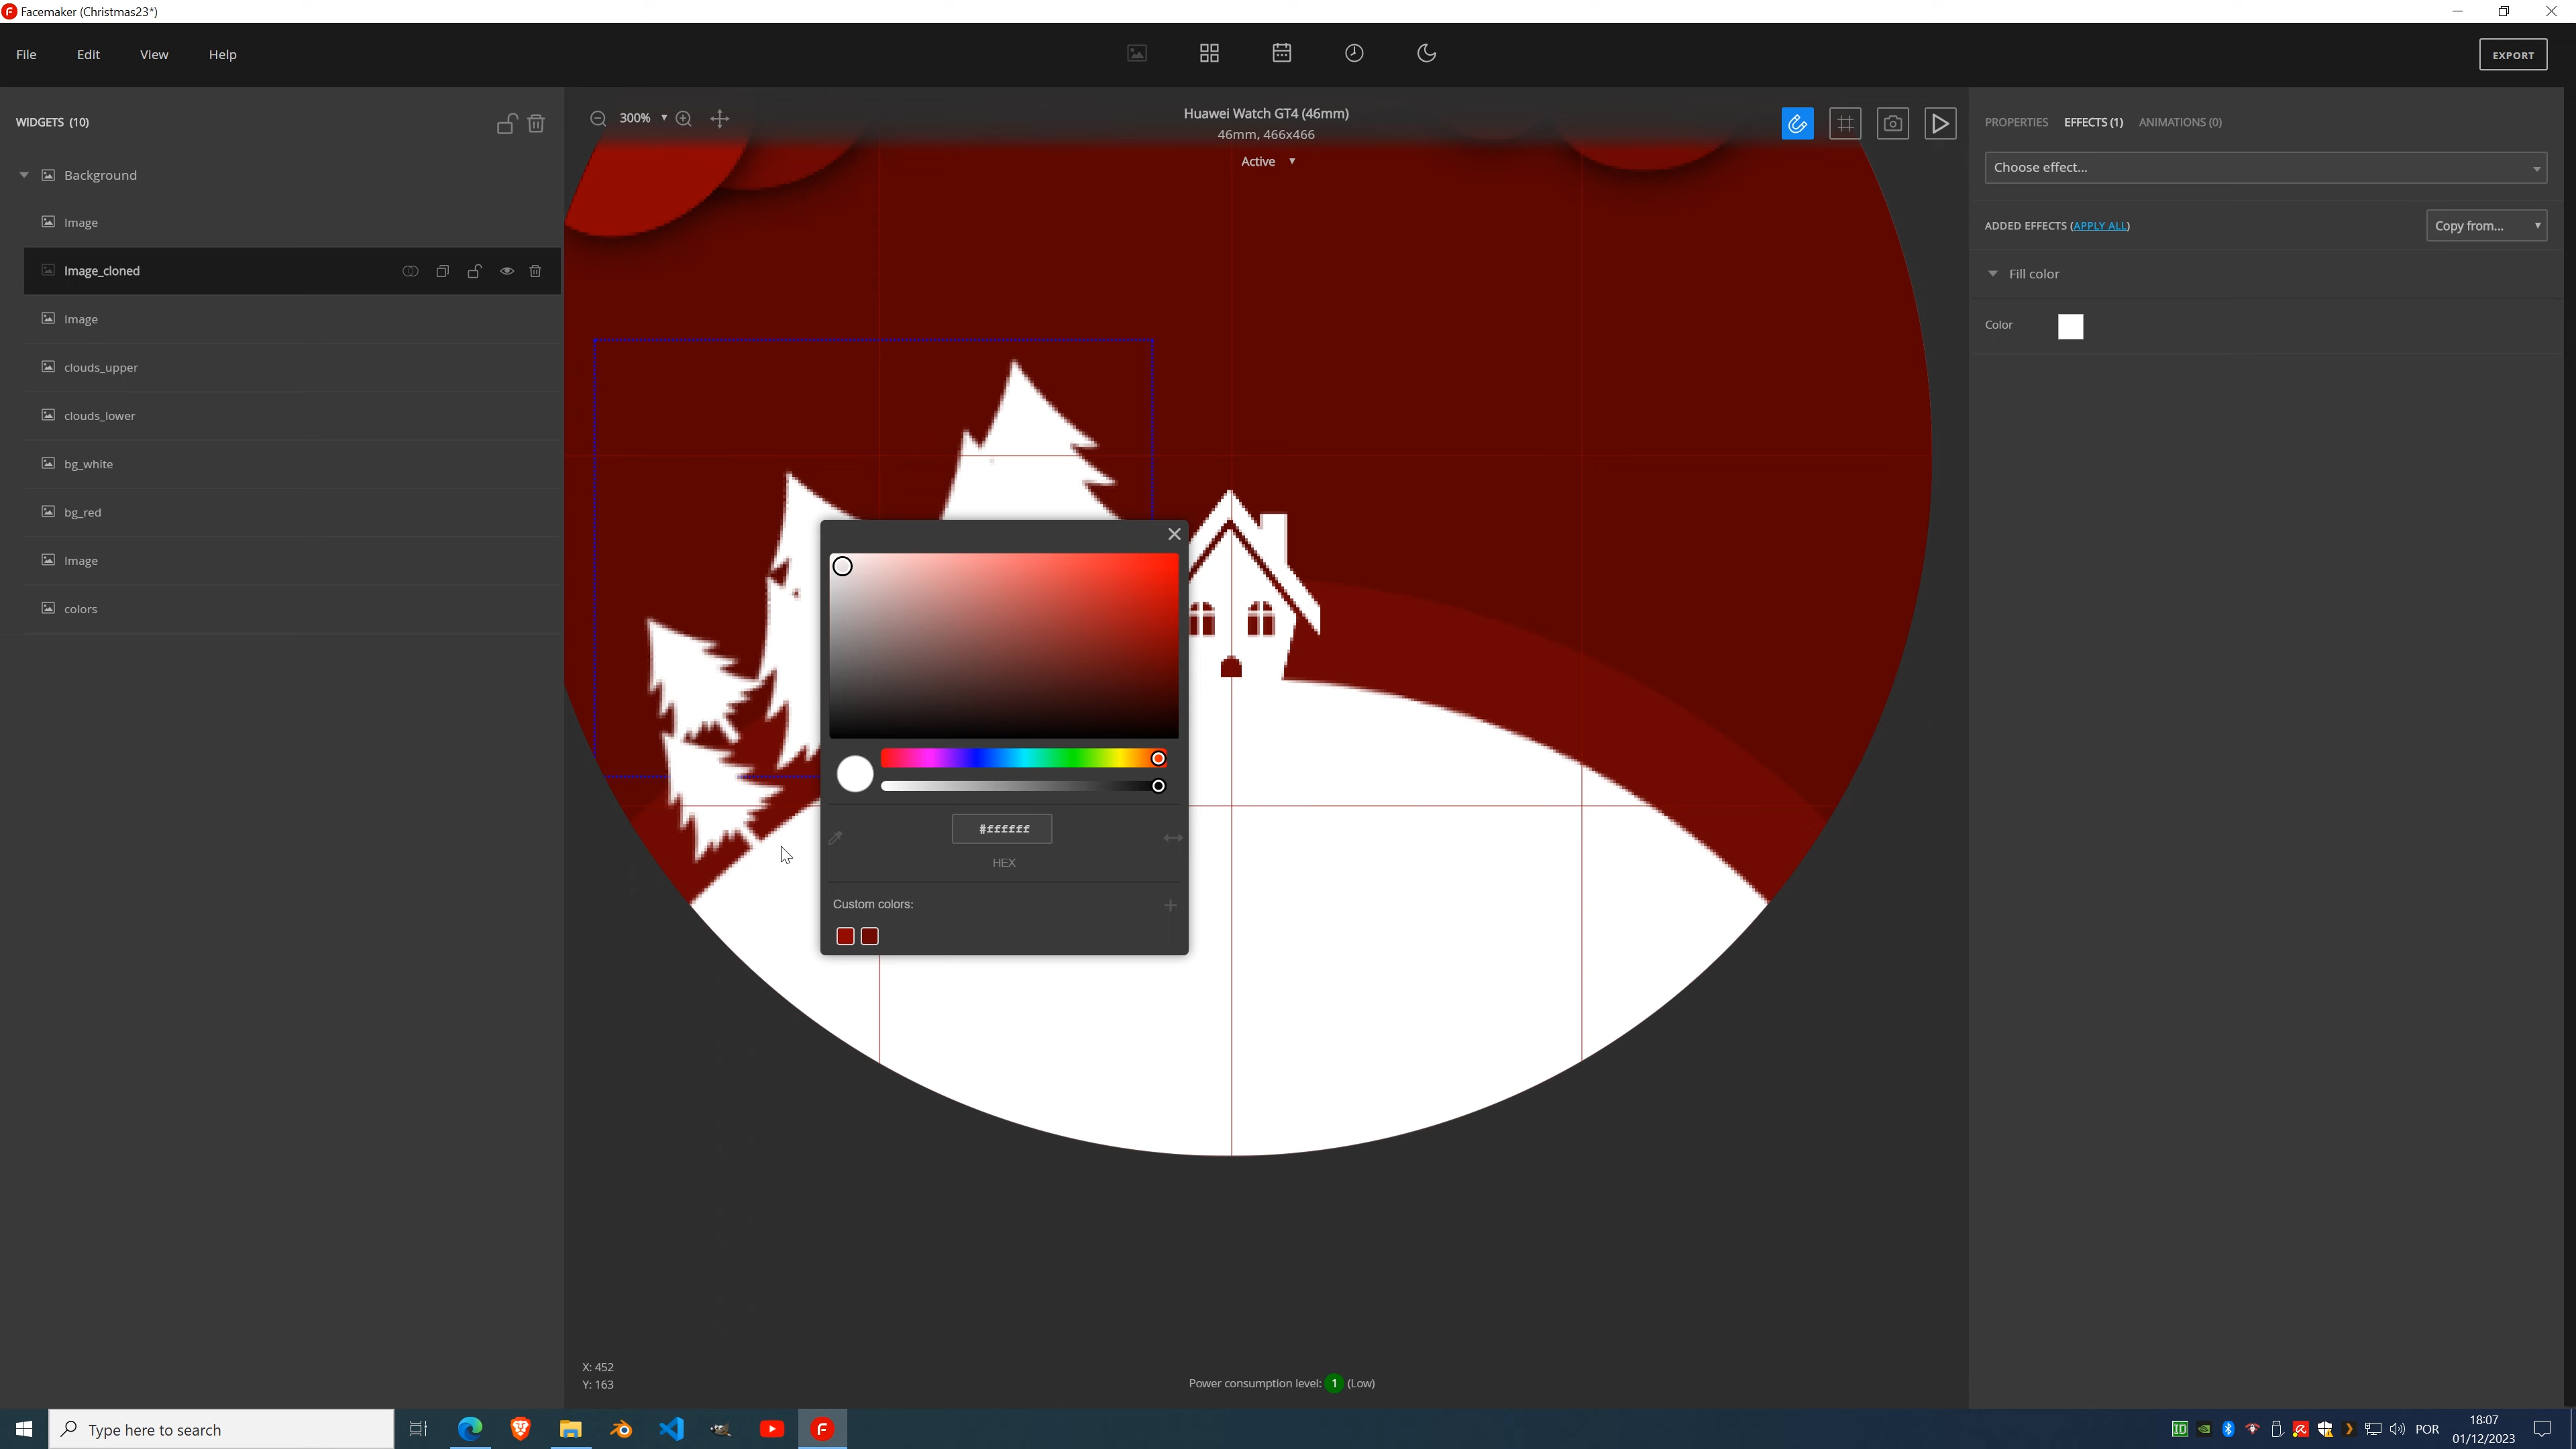 Facemaker (Christmas23*)
File Edit View Help
EXPORT
WIDGETS (10)
Background
Image
Image_cloned
Image
clouds_upper
clouds_lower
bg_white
bg_red
Image
colors
300%
Huawei Watch GT4 (46mm)
46mm, 466x466
Active
PROPERTIES EFFECTS (1) ANIMATIONS (0)
Choose effect...
ADDED EFFECTS (APPLY ALL)
Copy from...
Fill color
Color
#ffffff
HEX
Custom colors:
X: 452
Y: 163
Power consumption level: 1 (Low)
Type here to search
ID
POR
18:07
01/12/2023